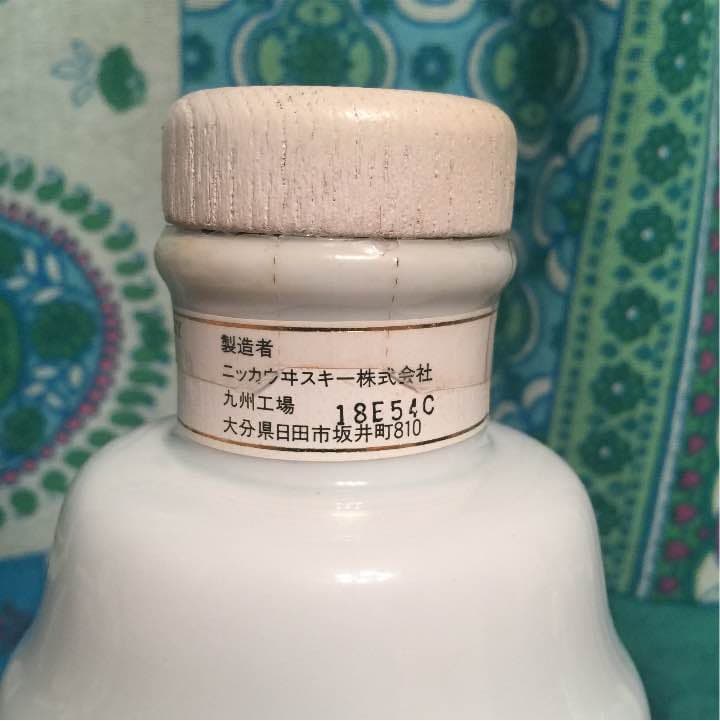 製造者
ニッカウヰスキー株式会社
九州工場 18E54C
大分県日田市坂井町810